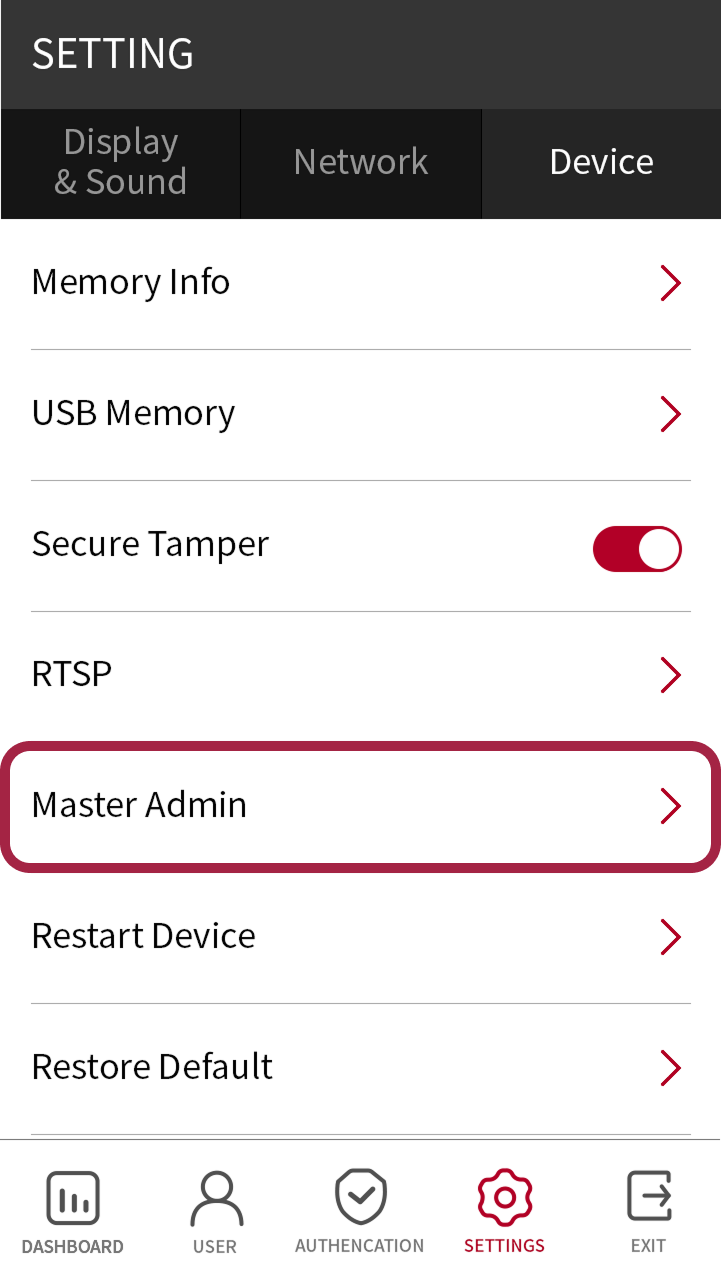 SETTING
Display
& Sound
Network
Device
Memory Info
USB Memory
Secure Tamper
RTSP
Master Admin
Restart Device
Restore Default
DASHBOARD
USER
AUTHENCATION
SETTINGS
EXIT